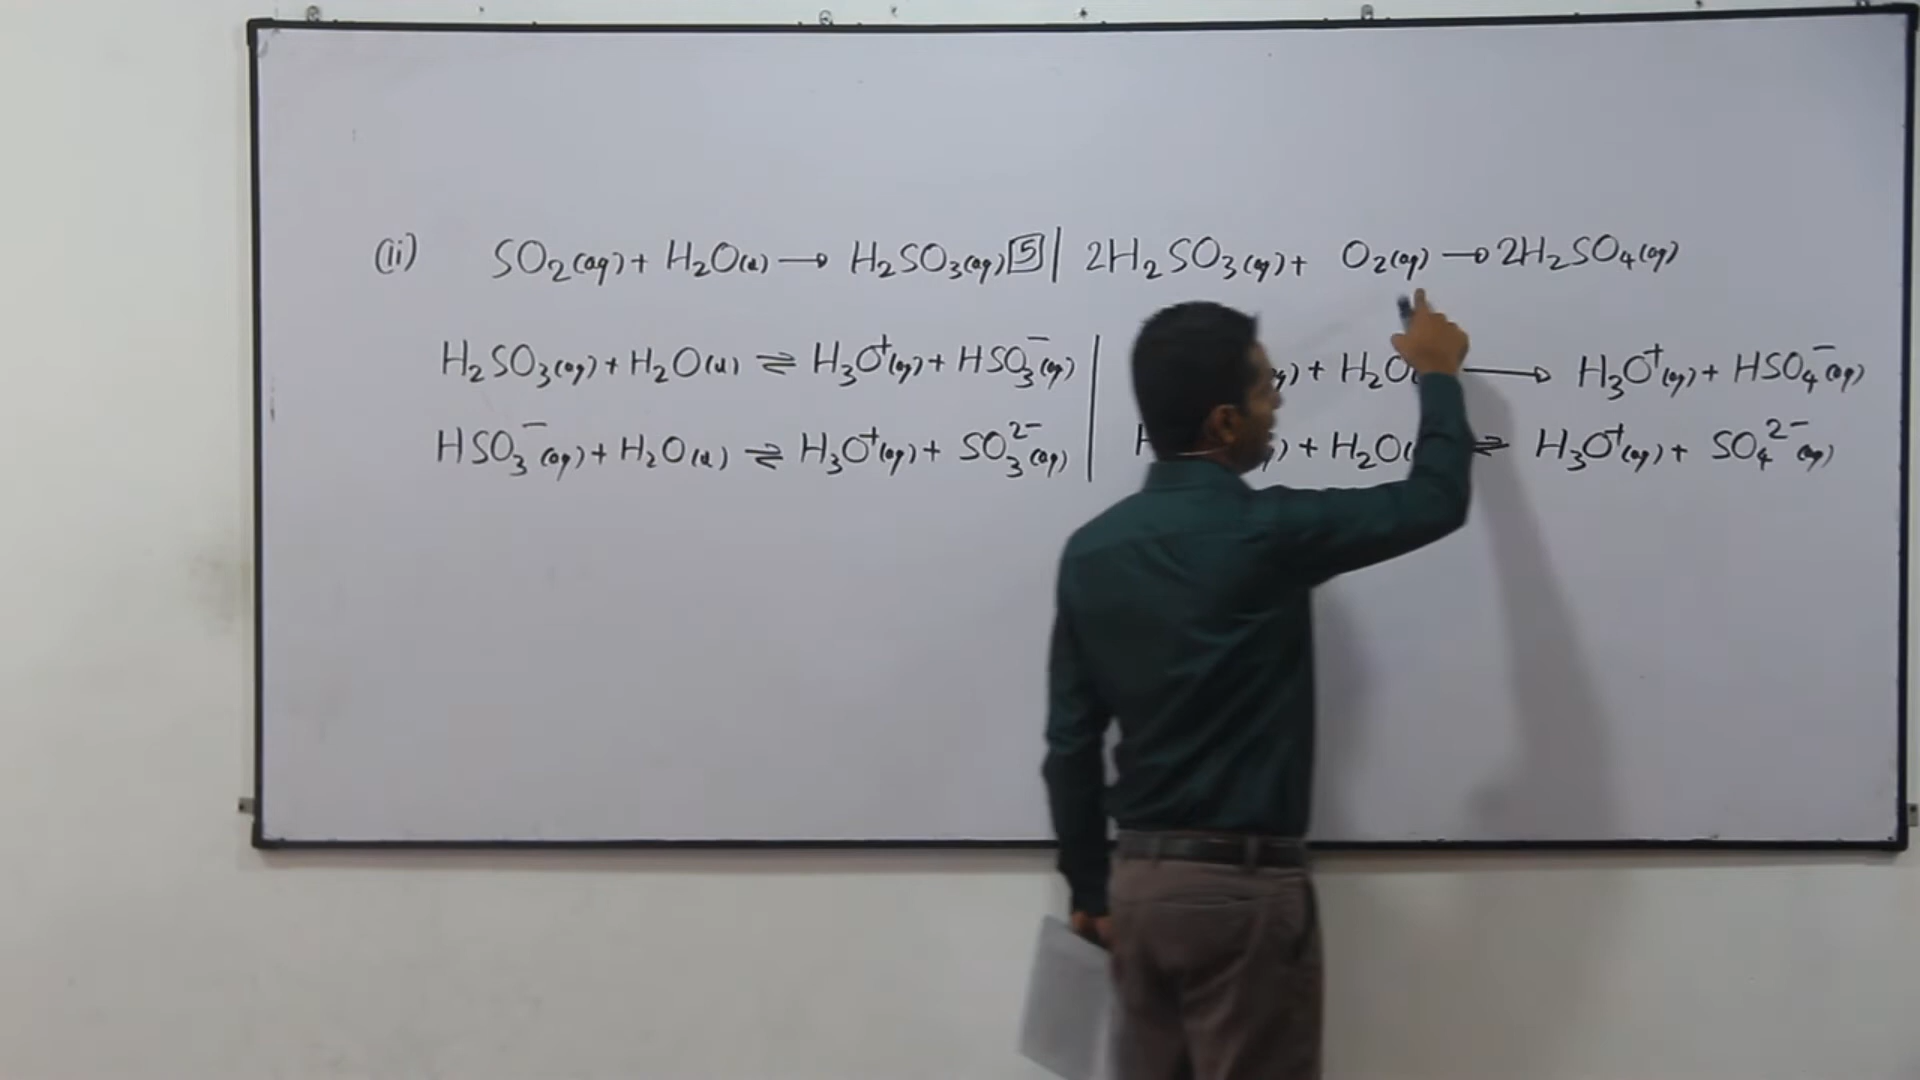 (ii) SO₂(aq) + H₂O(l) → H₂SO₃(aq) 5 | 2H₂SO₃(aq) + O₂(aq) → 2H₂SO₄(aq)
H₂SO₃(aq) + H₂O(l) ⇌ H₃O⁺(aq) + HSO₃⁻(aq) | + H₂O → H₃O⁺(aq) + HSO₄⁻(aq)
HSO₃⁻(aq) + H₂O(l) ⇌ H₃O⁺(aq) + SO₃²⁻(aq) | + H₂O ⇌ H₃O⁺(aq) + SO₄²⁻(aq)